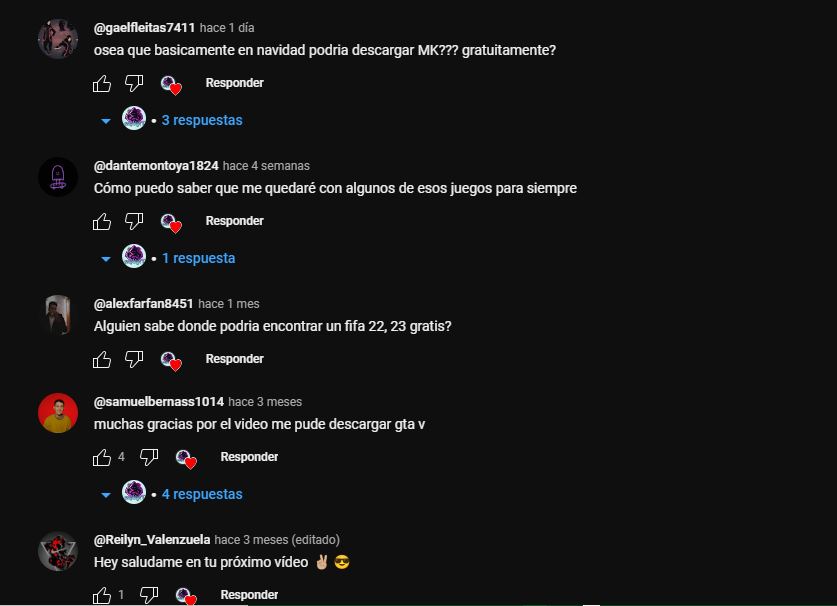 @gaelfleitas7411 hace 1 día
osea que basicamente en navidad podria descargar MK??? gratuitamente?
Responder
• 3 respuestas
@dantemontoya1824 hace 4 semanas
Cómo puedo saber que me quedaré con algunos de esos juegos para siempre
Responder
• 1 respuesta
@alexfarfan8451 hace 1 mes
Alguien sabe donde podria encontrar un fifa 22, 23 gratis?
Responder
@samuelbernass1014 hace 3 meses
muchas gracias por el video me pude descargar gta v
4 Responder
• 4 respuestas
@Reilyn_Valenzuela hace 3 meses (editado)
Hey saludame en tu próximo vídeo ✌🏼 😎
1 Responder